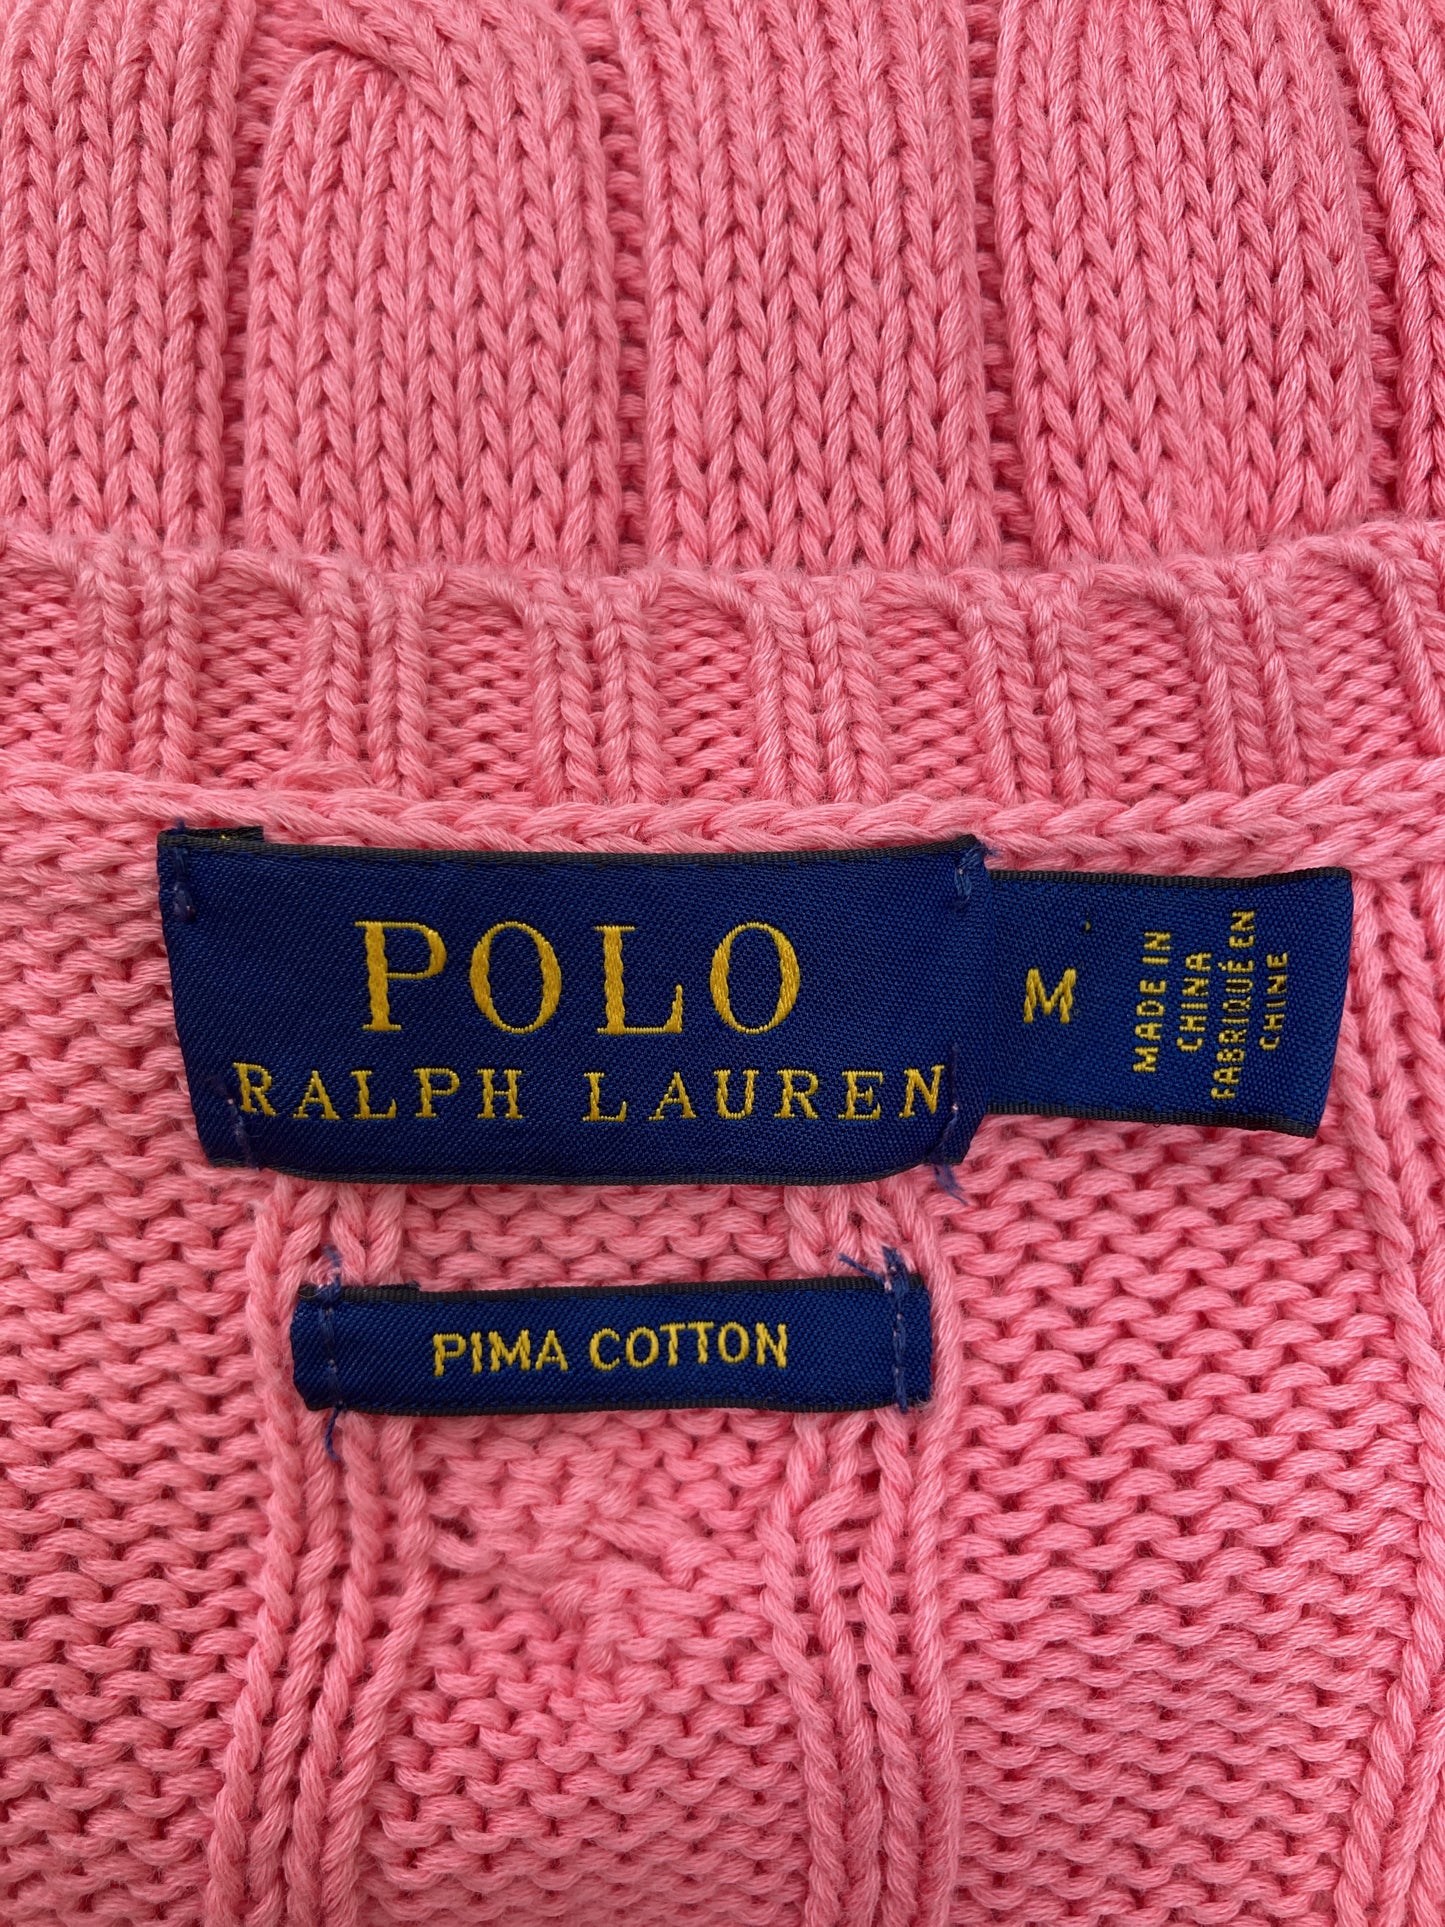 POLO
RALPH LAUREN
M
MADE IN
CHINA
FABRIQUÉ EN
CHINE
PIMA COTTON